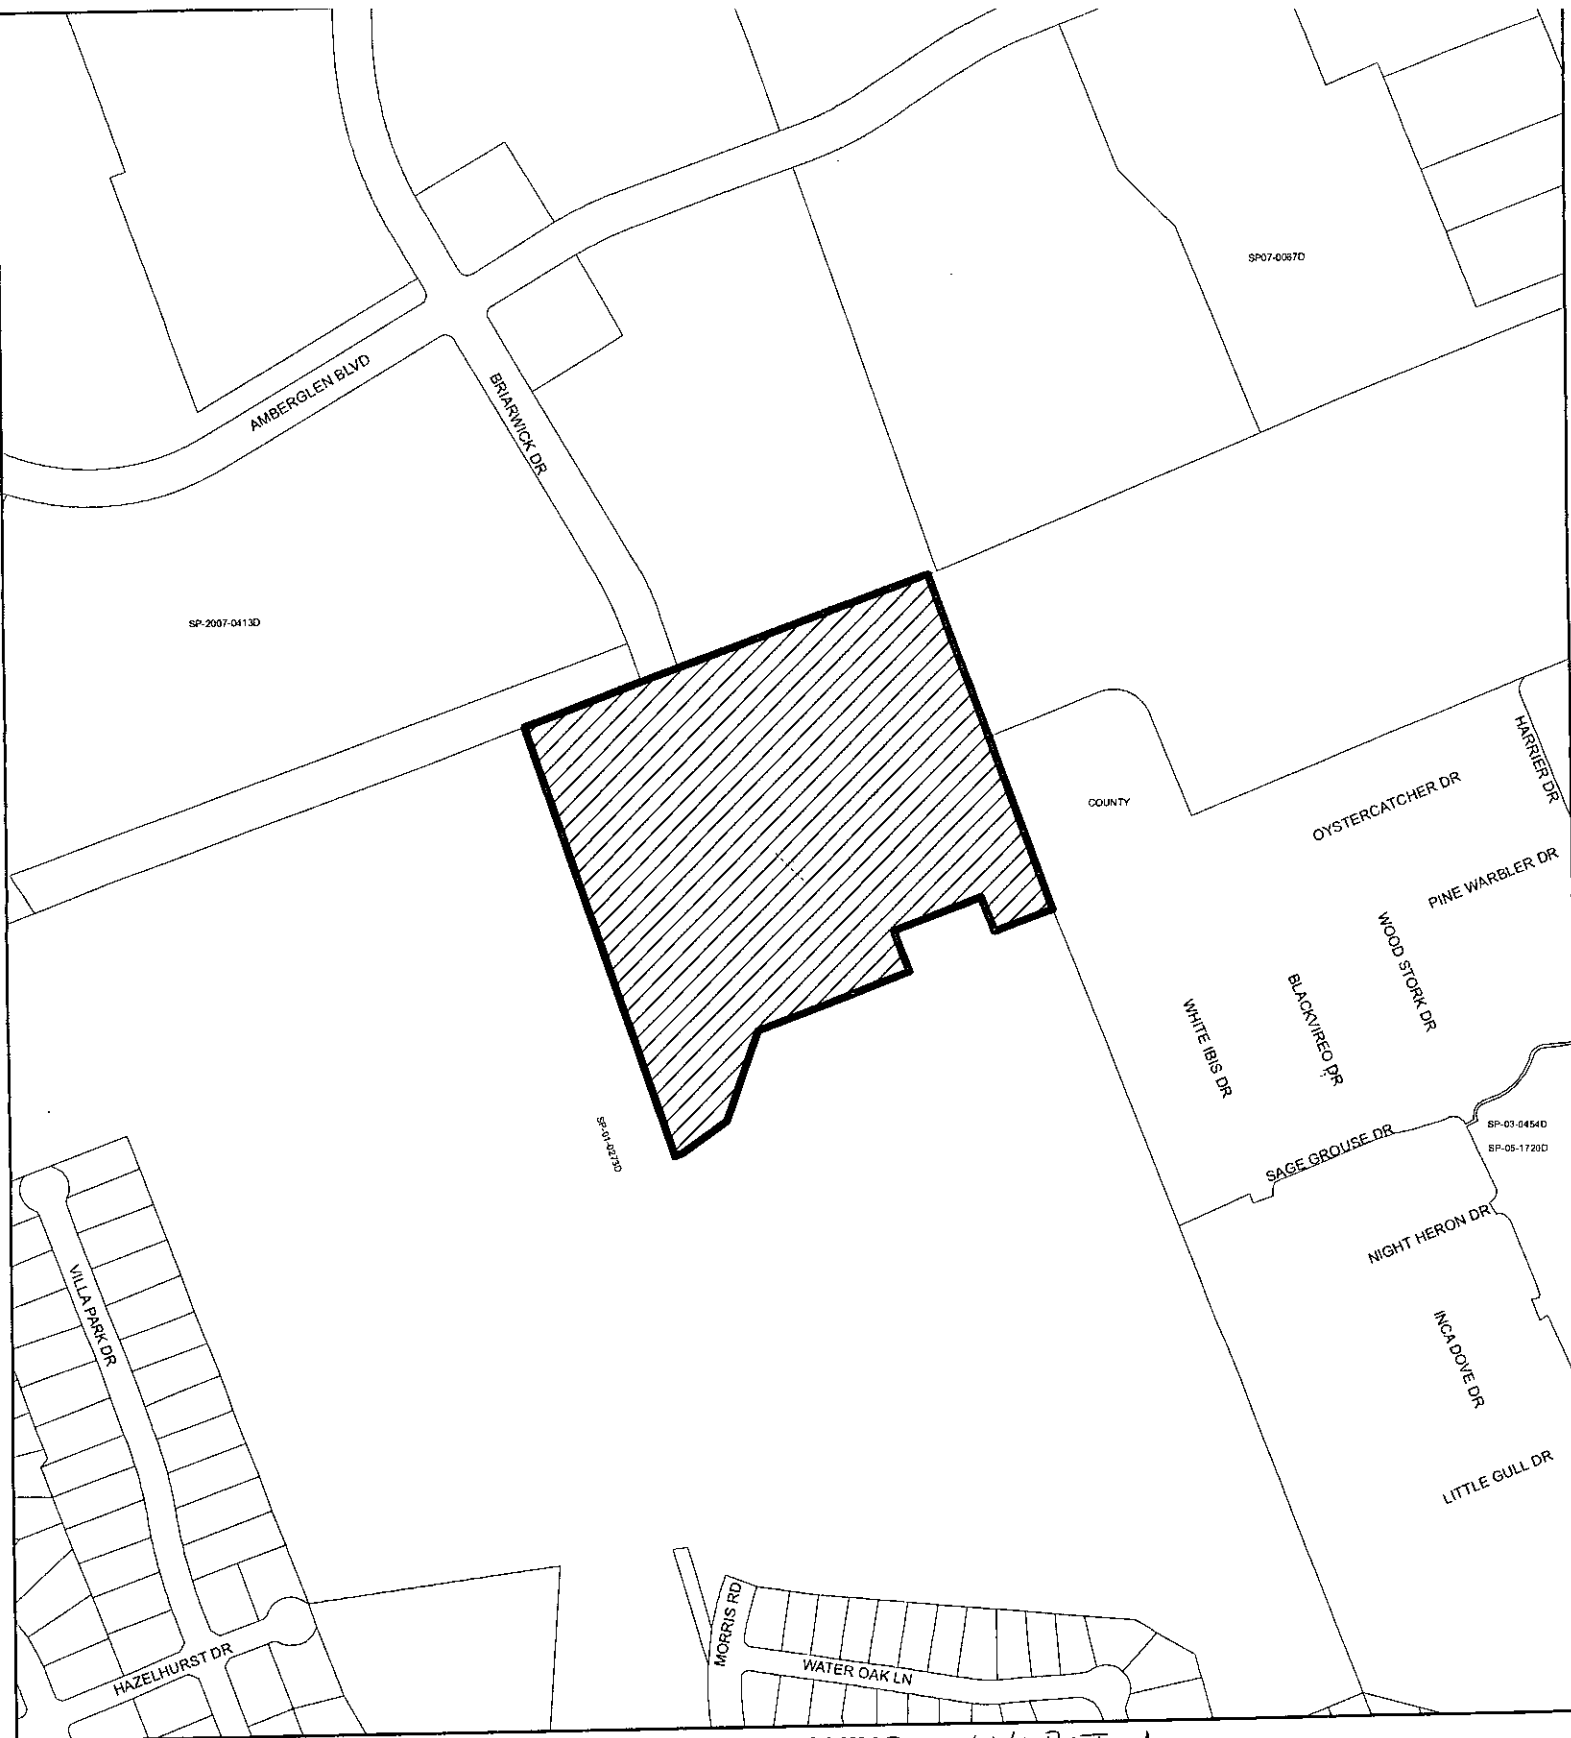 SP07-0087D
AMBERGLEN BLVD
BRIARWICK DR
SP-2007-0413D
HARRIER DR
OYSTERCATCHER DR
COUNTY
PINE WARBLER DR
WOOD STORK DR
BLACKVIREO DR
WHITE IBIS DR
SP-01-0273D
SP-03-0454D
SAGE GROUSE DR
SP-05-1720D
NIGHT HERON DR
VILLA PARK DR
INCA DOVE DR
LITTLE GULL DR
MORRIS RD
HAZELHURST DR
WATER OAK LN